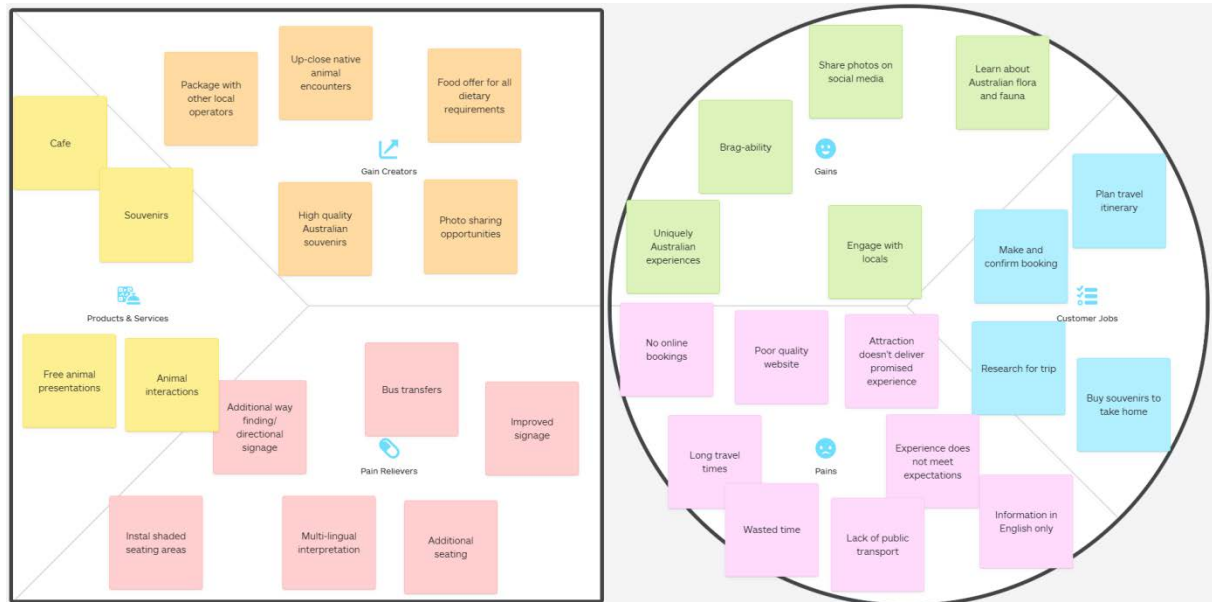 Cafe
Souvenirs
Products & Services
Free animal
presentations
Animal
interactions
Package with
other local
operators
Up-close native
animal
encounters
Food offer for all
dietary
requirements
Gain Creators
High quality
Australian
souvenirs
Photo sharing
opportunities
Additional way
finding/
directional
signage
Bus transfers
Improved
signage
Pain Relievers
Instal shaded
seating areas
Multi-lingual
interpretation
Additional
seating
Share photos on
social media
Learn about
Australian flora
and fauna
Brag-ability
Gains
Uniquely
Australian
experiences
Engage with
locals
Plan travel
itinerary
Make and
confirm booking
Customer Jobs
Research for trip
Buy souvenirs to
take home
No online
bookings
Poor quality
website
Attraction
doesn't deliver
promised
experience
Long travel
times
Pains
Experience does
not meet
expectations
Wasted time
Lack of public
transport
Information in
English only